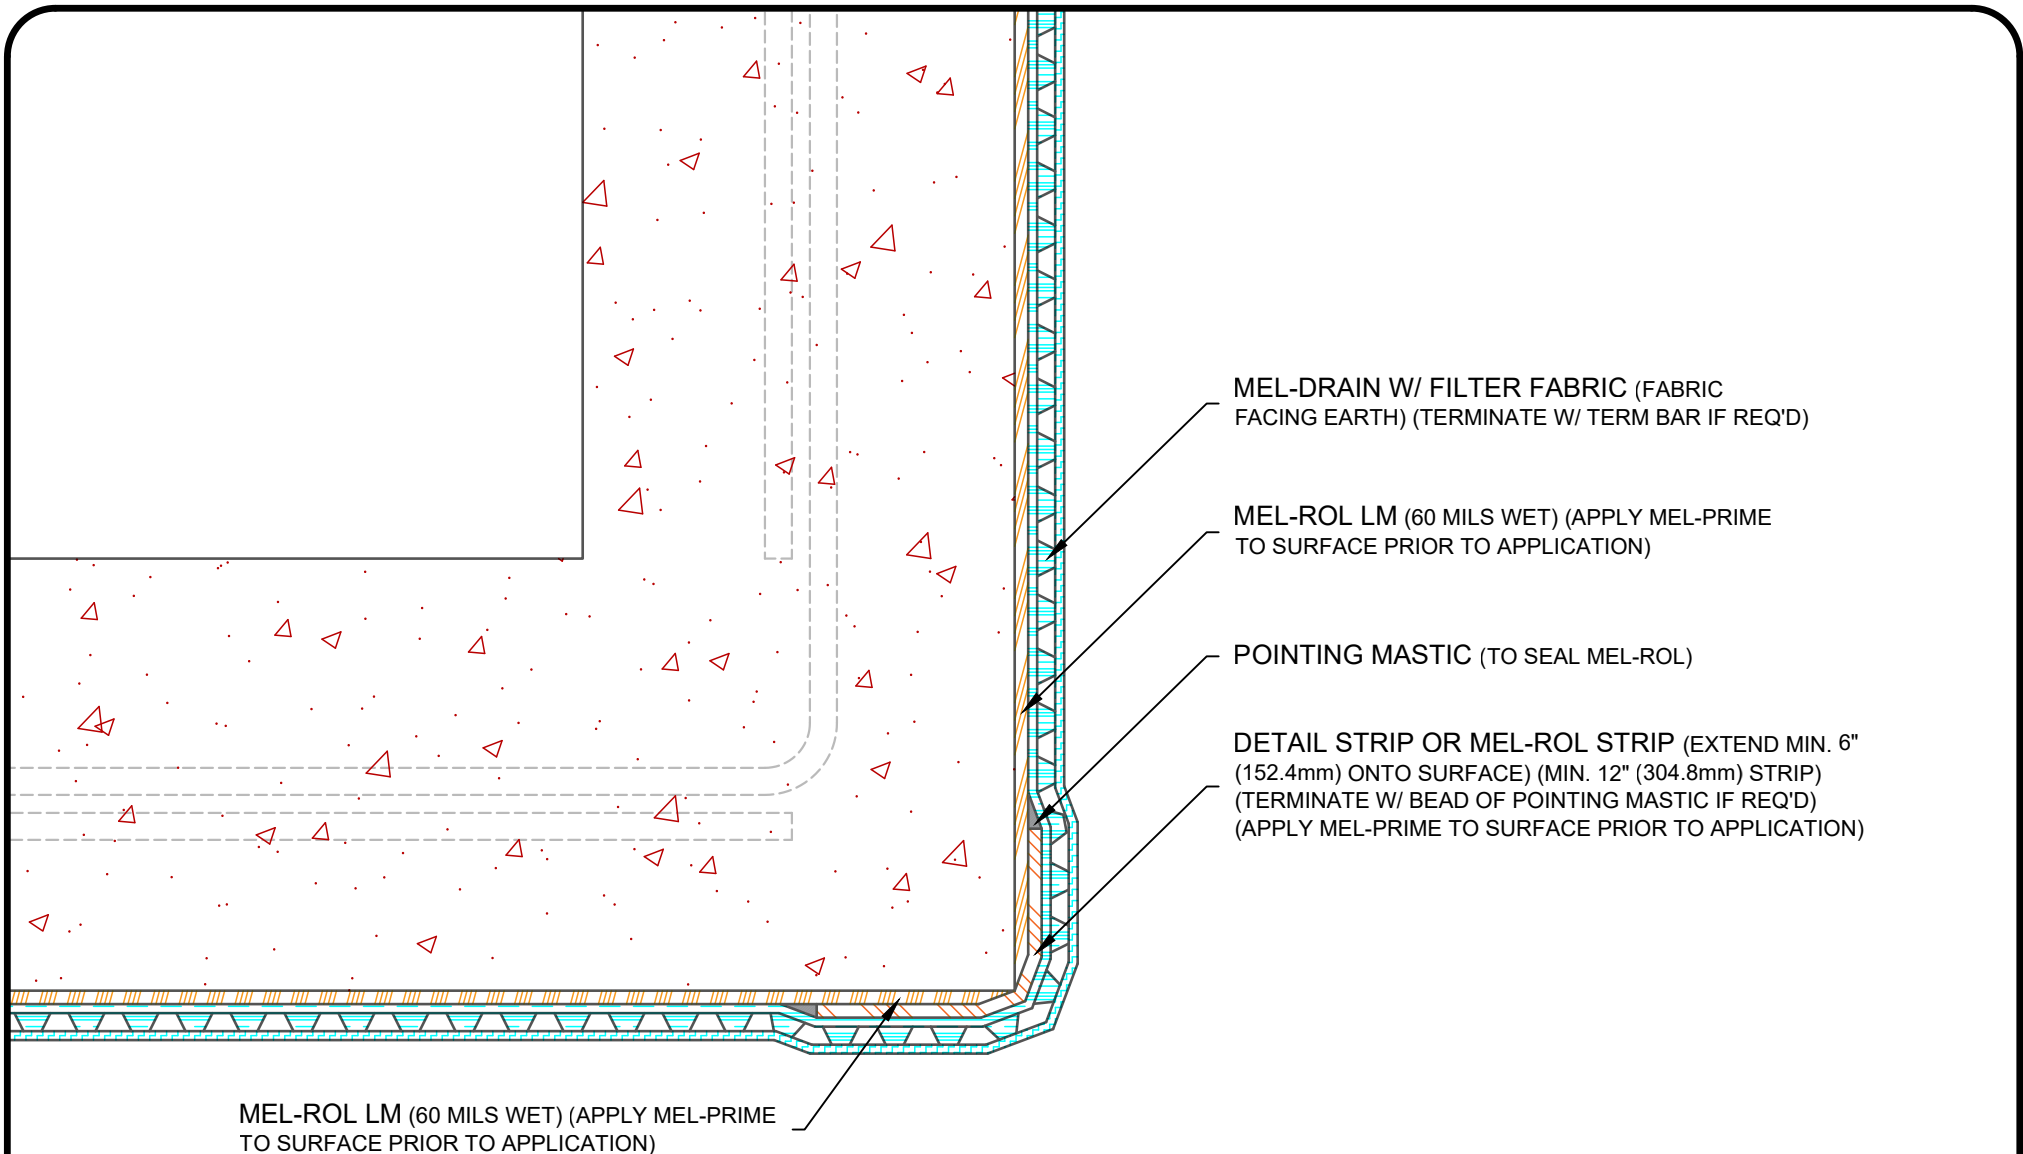 MEL-DRAIN W/ FILTER FABRIC (FABRIC
FACING EARTH) (TERMINATE W/ TERM BAR IF REQ'D)
MEL-ROL LM (60 MILS WET) (APPLY MEL-PRIME
TO SURFACE PRIOR TO APPLICATION)
POINTING MASTIC (TO SEAL MEL-ROL)
DETAIL STRIP OR MEL-ROL STRIP (EXTEND MIN. 6"
(152.4mm) ONTO SURFACE) (MIN. 12" (304.8mm) STRIP)
(TERMINATE W/ BEAD OF POINTING MASTIC IF REQ'D)
(APPLY MEL-PRIME TO SURFACE PRIOR TO APPLICATION)
MEL-ROL LM (60 MILS WET) (APPLY MEL-PRIME
TO SURFACE PRIOR TO APPLICATION)